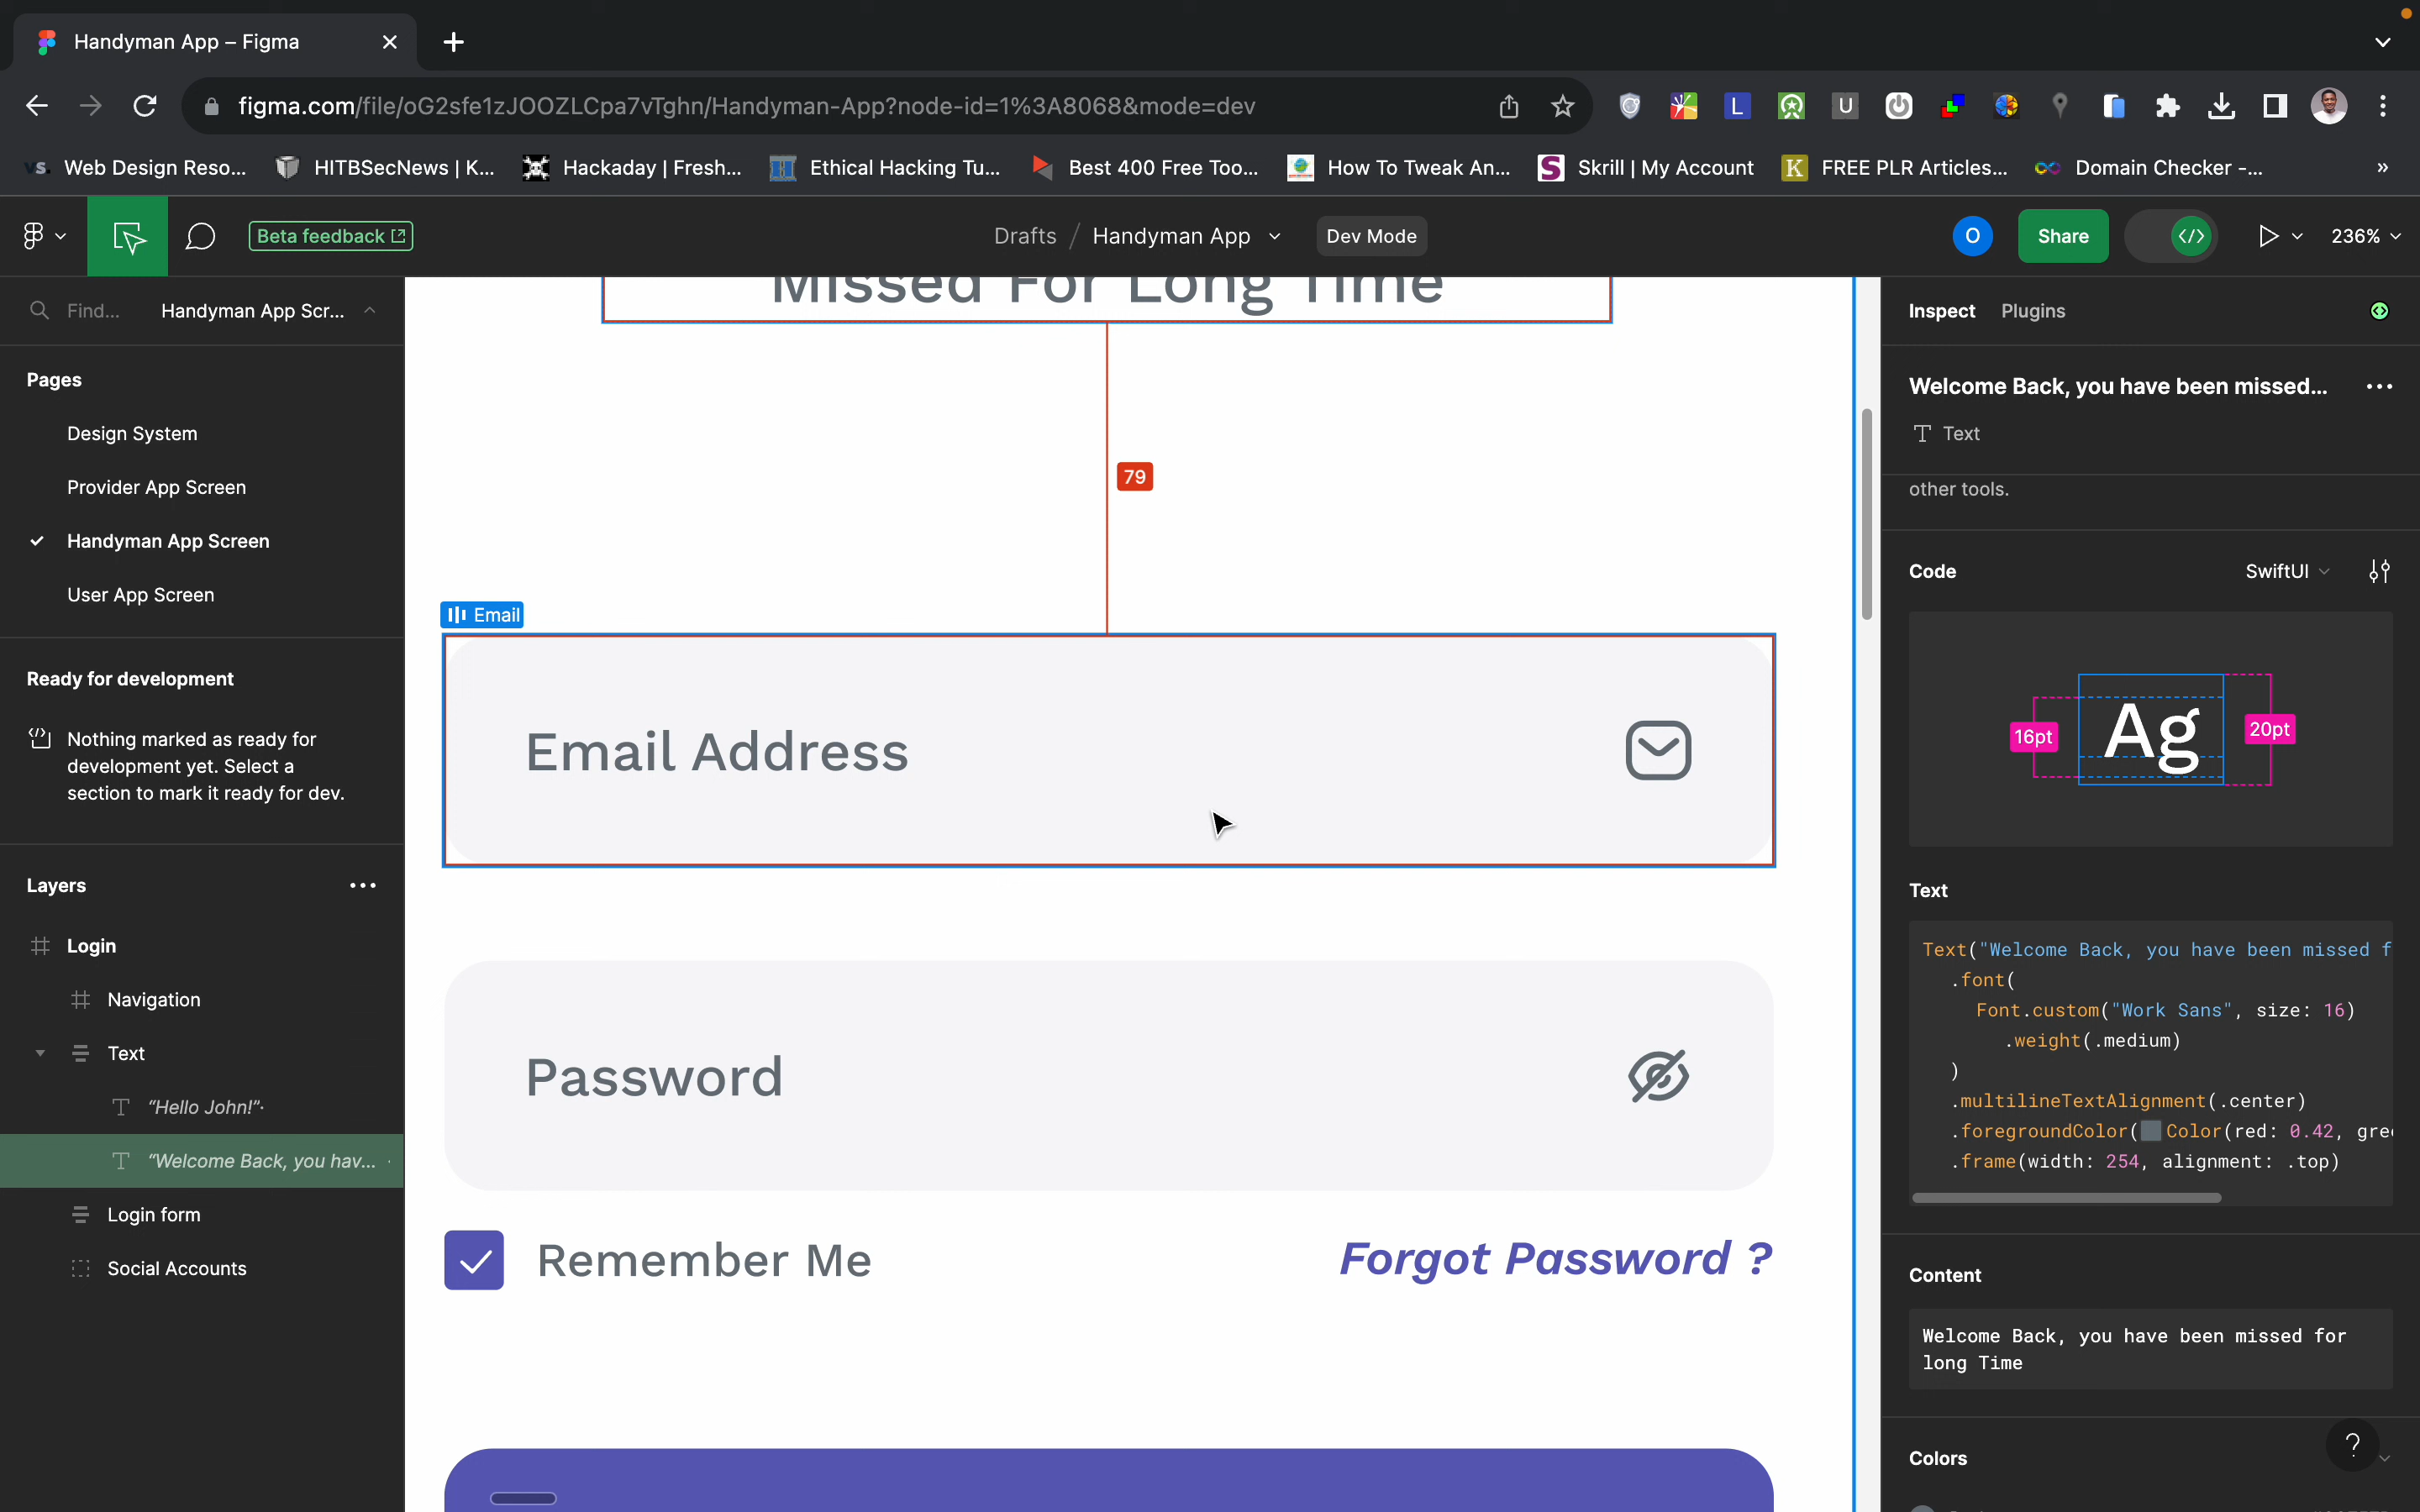 Handyman App – Figma
figma.com/file/oG2sfe1zJOOZLCpa7vTghn/Handyman-App?node-id=1%3A8068&mode=dev
Web Design Reso...
HITBSecNews | K...
Hackaday | Fresh...
Ethical Hacking Tu...
Best 400 Free Too...
How To Tweak An...
Skrill | My Account
FREE PLR Articles...
Domain Checker -...
Beta feedback
Drafts / Handyman App
Dev Mode
O
Share
236%
Find...
Handyman App Scr...
Pages
Design System
Provider App Screen
Handyman App Screen
User App Screen
Ready for development
Nothing marked as ready for
development yet. Select a
section to mark it ready for dev.
Layers
Login
Navigation
Text
“Hello John!”
“Welcome Back, you hav...
Login form
Social Accounts
Missed For Long Time
79
Email
Email Address
Password
Remember Me
Forgot Password ?
Inspect
Plugins
Welcome Back, you have been missed...
Text
other tools.
Code
SwiftUI
16pt
Ag
20pt
Text
Text("Welcome Back, you have been missed f
.font(
Font.custom("Work Sans", size: 16)
.weight(.medium)
)
.multilineTextAlignment(.center)
.foregroundColor(Color(red: 0.42, gree
.frame(width: 254, alignment: .top)
Content
Welcome Back, you have been missed for
long Time
Colors
?